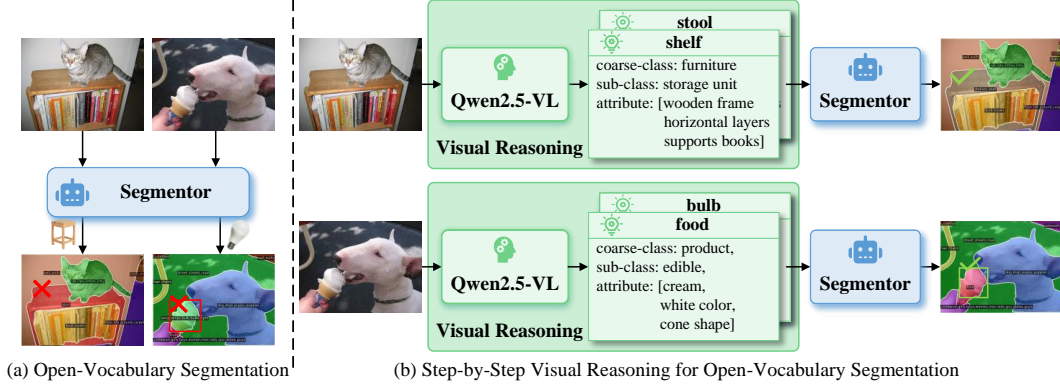 Segmentor
(a) Open-Vocabulary Segmentation
stool
shelf
coarse-class: furniture
sub-class: storage unit
attribute: [wooden frame
horizontal layers
supports books]
Qwen2.5-VL
Visual Reasoning
Segmentor
bulb
food
coarse-class: product,
sub-class: edible,
attribute: [cream,
white color,
cone shape]
Qwen2.5-VL
Visual Reasoning
Segmentor
(b) Step-by-Step Visual Reasoning for Open-Vocabulary Segmentation